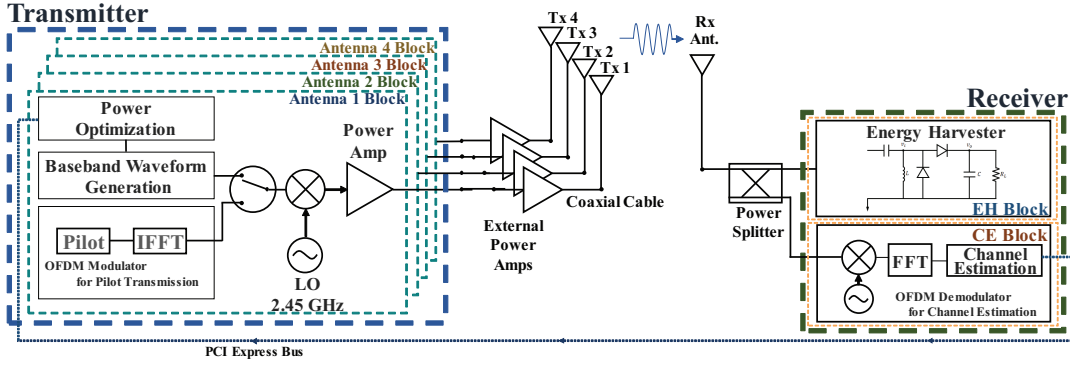 Transmitter
Antenna 4 Block
Antenna 3 Block
Antenna 2 Block
Antenna 1 Block
Power
Optimization
Baseband Waveform
Generation
Pilot
IFFT
OFDM Modulator
for Pilot Transmission
Power
Amp
LO
2.45 GHz
Tx 4
Tx 3
Tx 2
Tx 1
External
Power
Amps
Coaxial Cable
Rx
Ant.
Power
Splitter
Receiver
Energy Harvester
EH Block
CE Block
FFT
Channel
Estimation
OFDM Demodulator
for Channel Estimation
PCI Express Bus